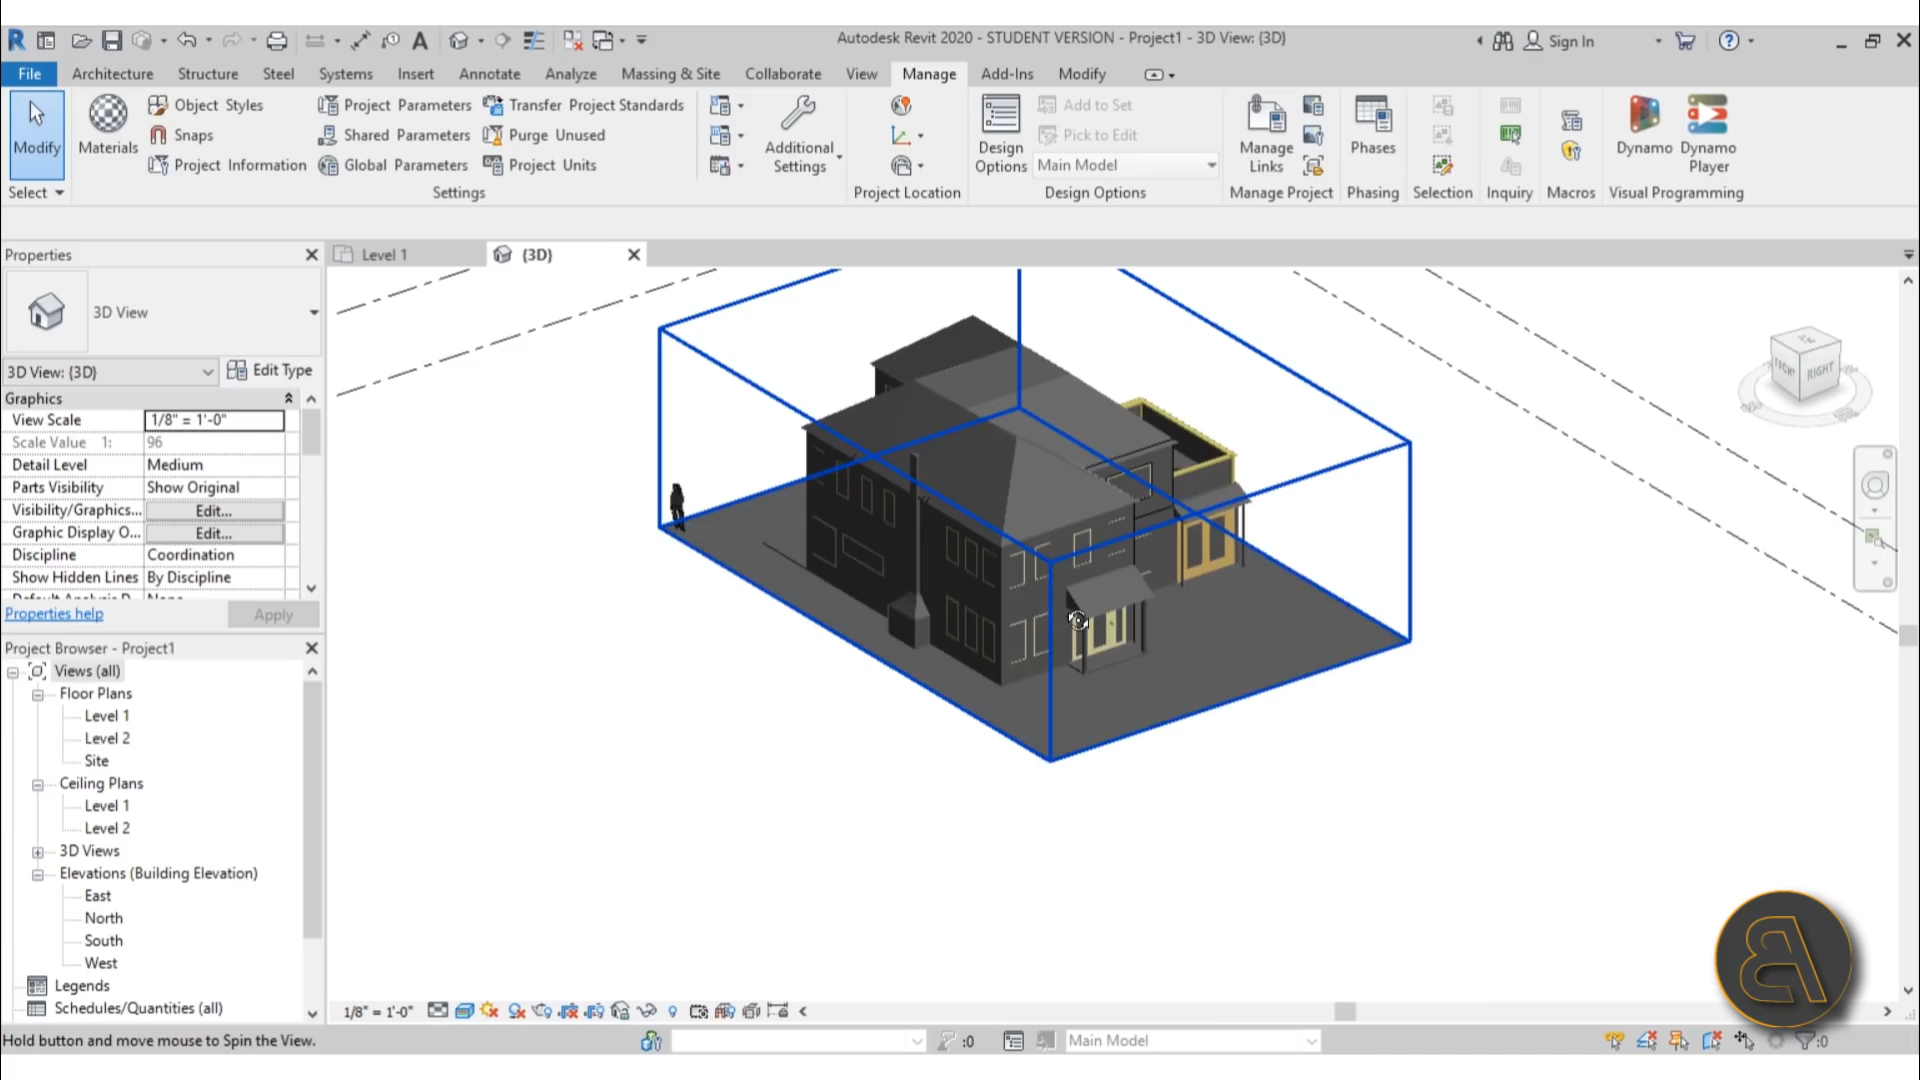 Autodesk Revit 2020 - STUDENT VERSION - Project1 - 3D View: {3D}
Sign In
File Architecture Structure Steel Systems Insert Annotate Analyze Massing & Site Collaborate View Manage Add-Ins Modify
Modify
Materials
Object Styles
Snaps
Project Information
Project Parameters
Shared Parameters
Global Parameters
Transfer Project Standards
Purge Unused
Project Units
Additional
Settings
Design
Options
Add to Set
Pick to Edit
Main Model
Manage
Links
Phases
Dynamo
Dynamo
Player
Select
Settings
Project Location
Design Options
Manage Project
Phasing
Selection
Inquiry
Macros
Visual Programming
Properties
Level 1
{3D}
3D View
3D View: {3D}
Edit Type
Graphics
View Scale 1/8" = 1'-0"
Scale Value 1: 96
Detail Level Medium
Parts Visibility Show Original
Visibility/Graphics... Edit...
Graphic Display O... Edit...
Discipline Coordination
Show Hidden Lines By Discipline
Properties help
Apply
Project Browser - Project1
Views (all)
Floor Plans
Level 1
Level 2
Site
Ceiling Plans
Level 1
Level 2
3D Views
Elevations (Building Elevation)
East
North
South
West
Legends
Schedules/Quantities (all)
FRONT
RIGHT
1/8" = 1'-0"
Hold button and move mouse to Spin the View.
:0
Main Model
:0